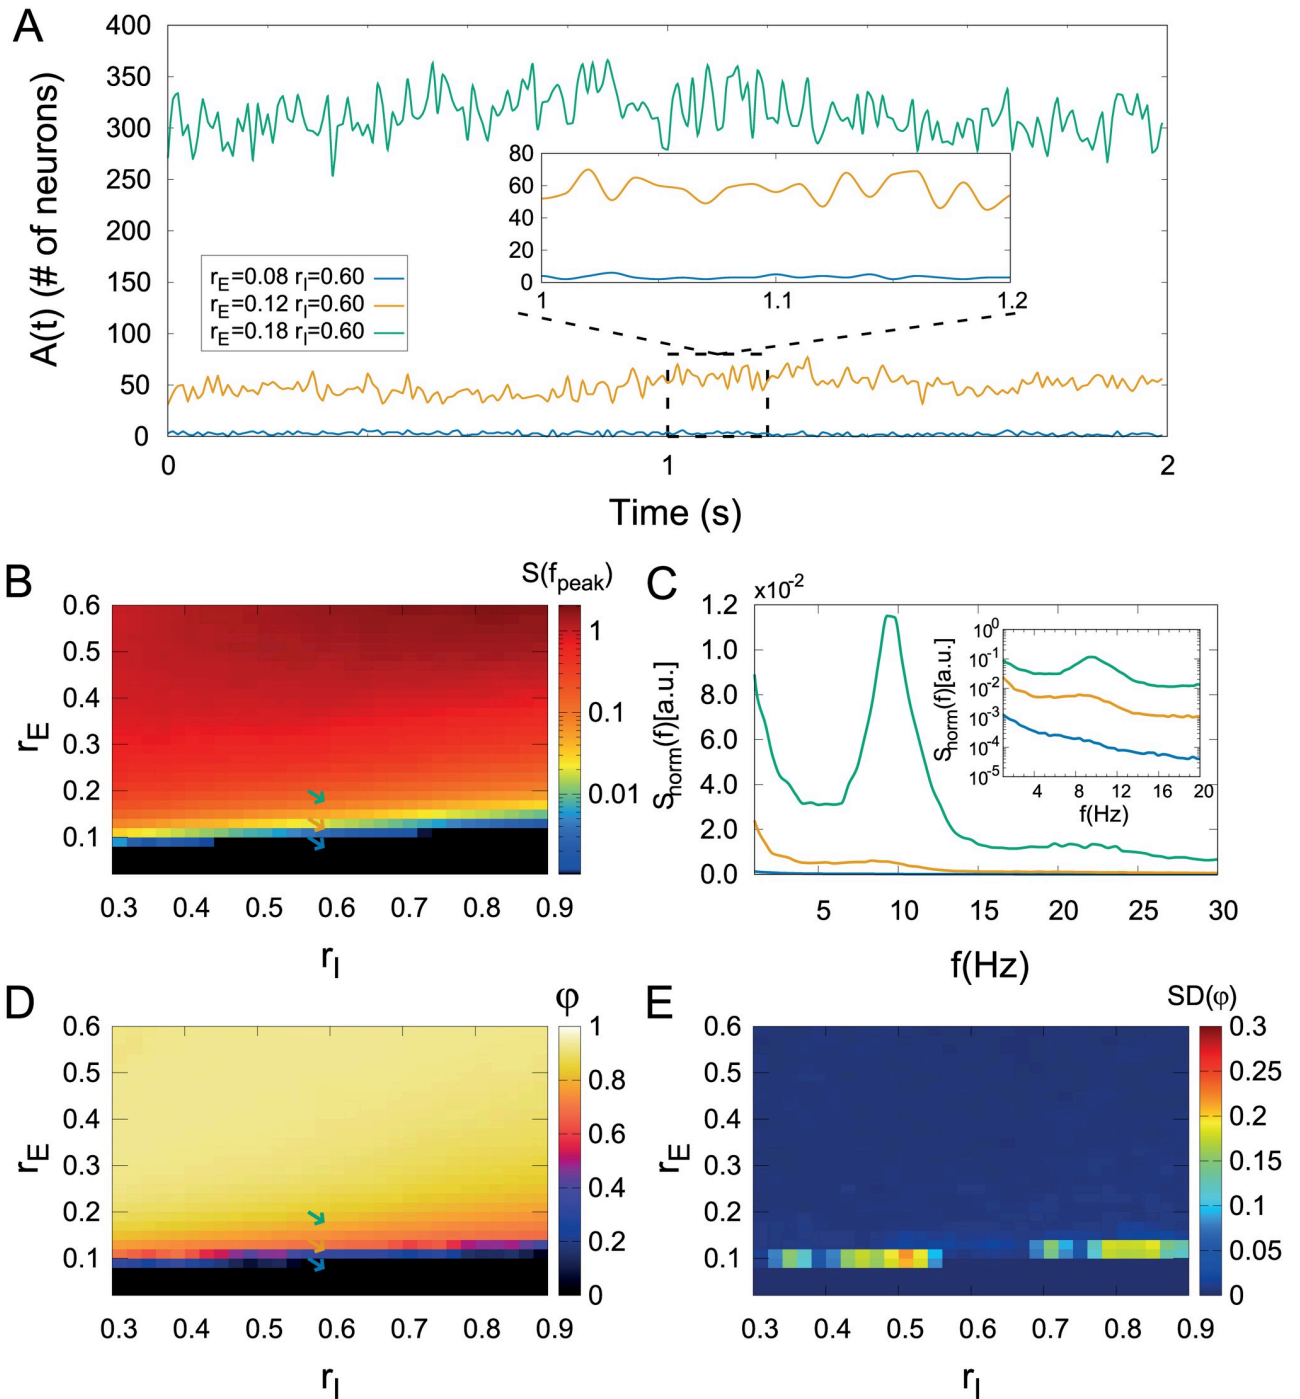 A
A(t) (# of neurons)
400
350
300
250
200
150
100
50
0
80
60
40
20
0
1
1.1
1.2
rE=0.08 rI=0.60
rE=0.12 rI=0.60
rE=0.18 rI=0.60
0
1
2
Time (s)
B
S(fpeak)
rE
0.6
0.5
0.4
0.3
0.2
0.1
1
0.1
0.01
0.3 0.4 0.5 0.6 0.7 0.8 0.9
rI
C
x10-2
Snorm(f)[a.u.]
1.2
8.0
6.0
4.0
2.0
0.0
5 10 15 20 25 30
f(Hz)
Snorm(f)[a.u.]
100
10-1
10-2
10-3
10-4
10-5
4 8 12 16 20
f(Hz)
D
φ
rE
0.6
0.5
0.4
0.3
0.2
0.1
1
0.8
0.6
0.4
0.2
0
0.3 0.4 0.5 0.6 0.7 0.8 0.9
rI
E
SD(φ)
rE
0.6
0.5
0.4
0.3
0.2
0.1
0.3
0.25
0.2
0.15
0.1
0.05
0
0.3 0.4 0.5 0.6 0.7 0.8 0.9
rI